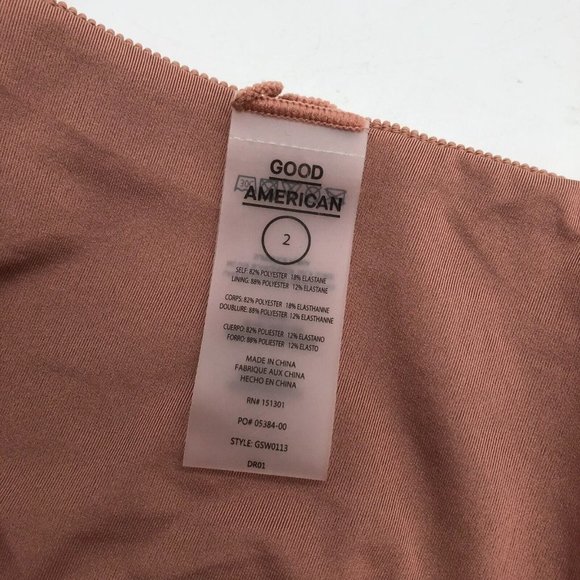 GOOD
AMERICAN
2
SELF: 82% POLYESTER 18% ELASTANE
LINING: 88% POLYESTER 12% ELASTANE
CORPS: 82% POLYESTER 18% ELASTHANNE
DOUBLURE: 88% POLYESTER 12% ELASTHANNE
CUERPO: 82% POLIESTER 18% ELASTANO
FORRO: 88% POLIESTER 12% ELASTO
MADE IN CHINA
FABRIQUE AUX CHINA
HECHO EN CHINA
RN# 151301
PO# 05384-00
STYLE: GSW0113
DR01